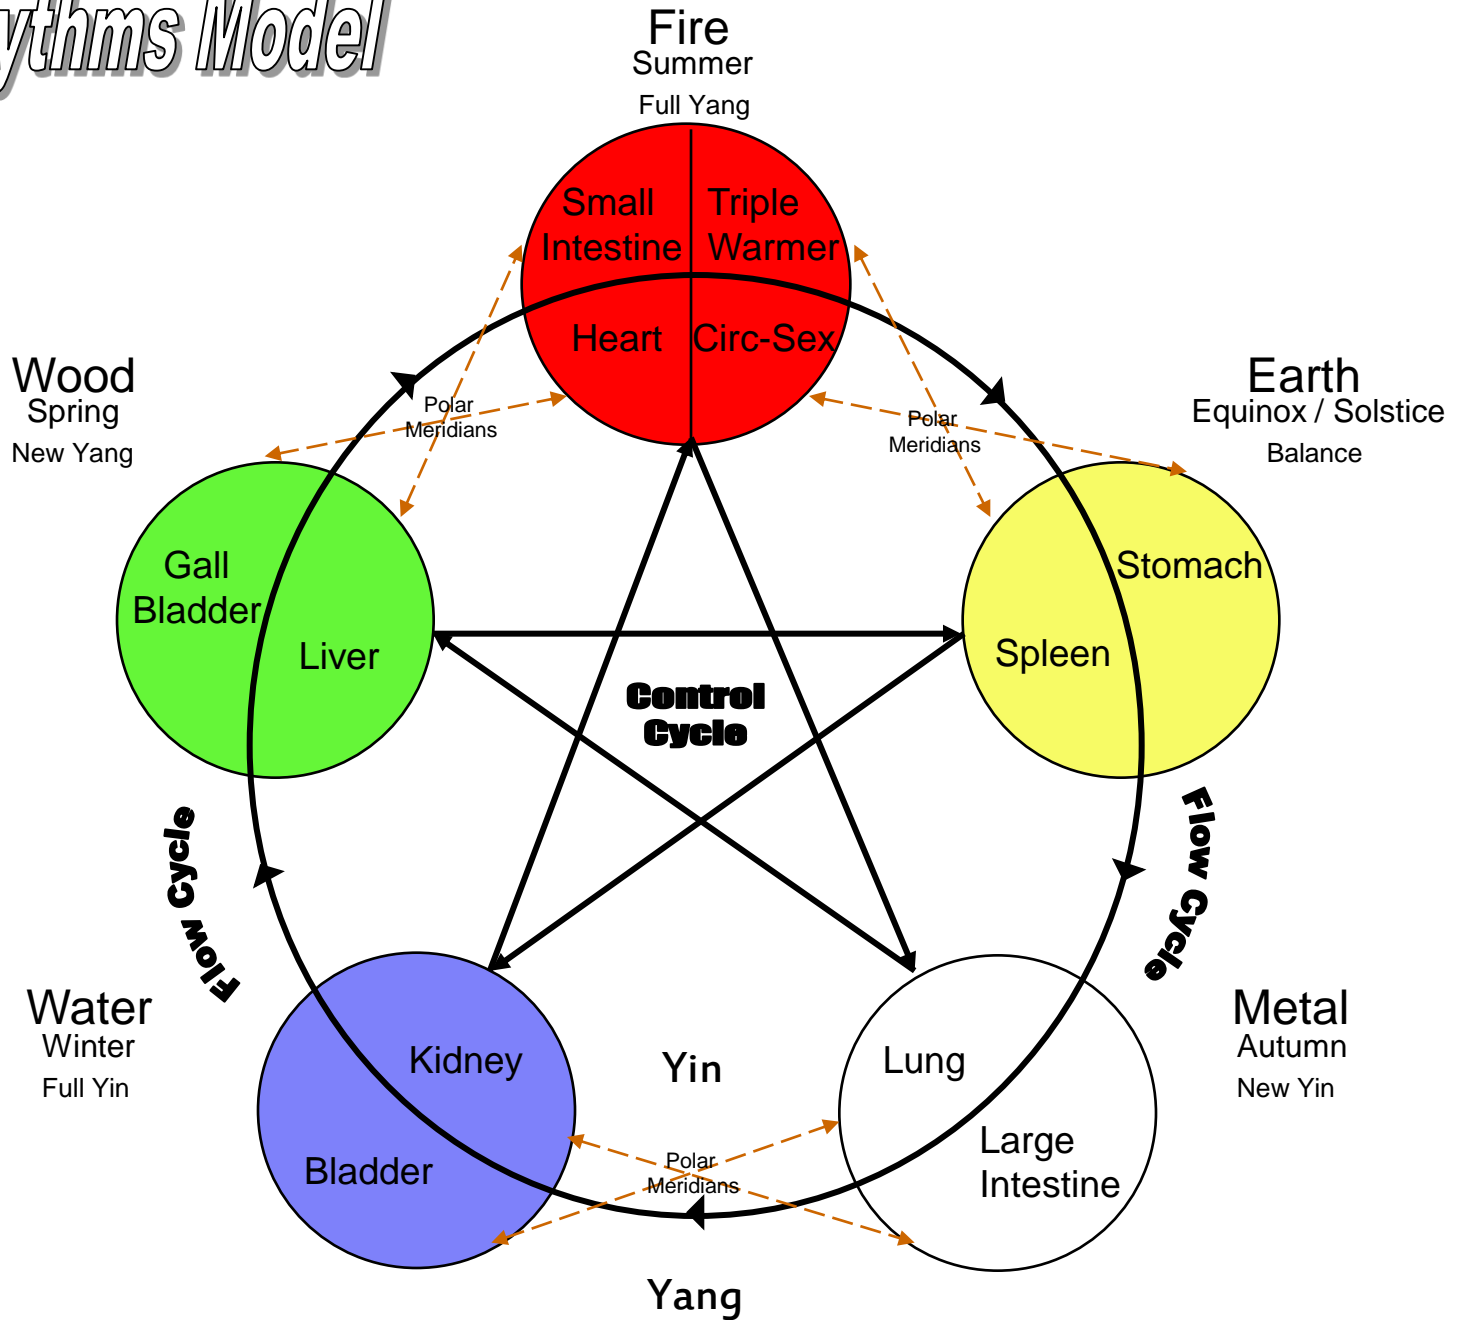 ythms Model
Fire
Summer
Full Yang
Small
Intestine
Triple
Warmer
Heart
Circ-Sex
Wood
Spring
New Yang
Polar
Meridians
Polar
Meridians
Earth
Equinox / Solstice
Balance
Gall
Bladder
Liver
Stomach
Spleen
Control
Cycle
Flow Cycle
Flow Cycle
Water
Winter
Full Yin
Kidney
Bladder
Yin
Polar
Meridians
Yang
Lung
Large
Intestine
Metal
Autumn
New Yin